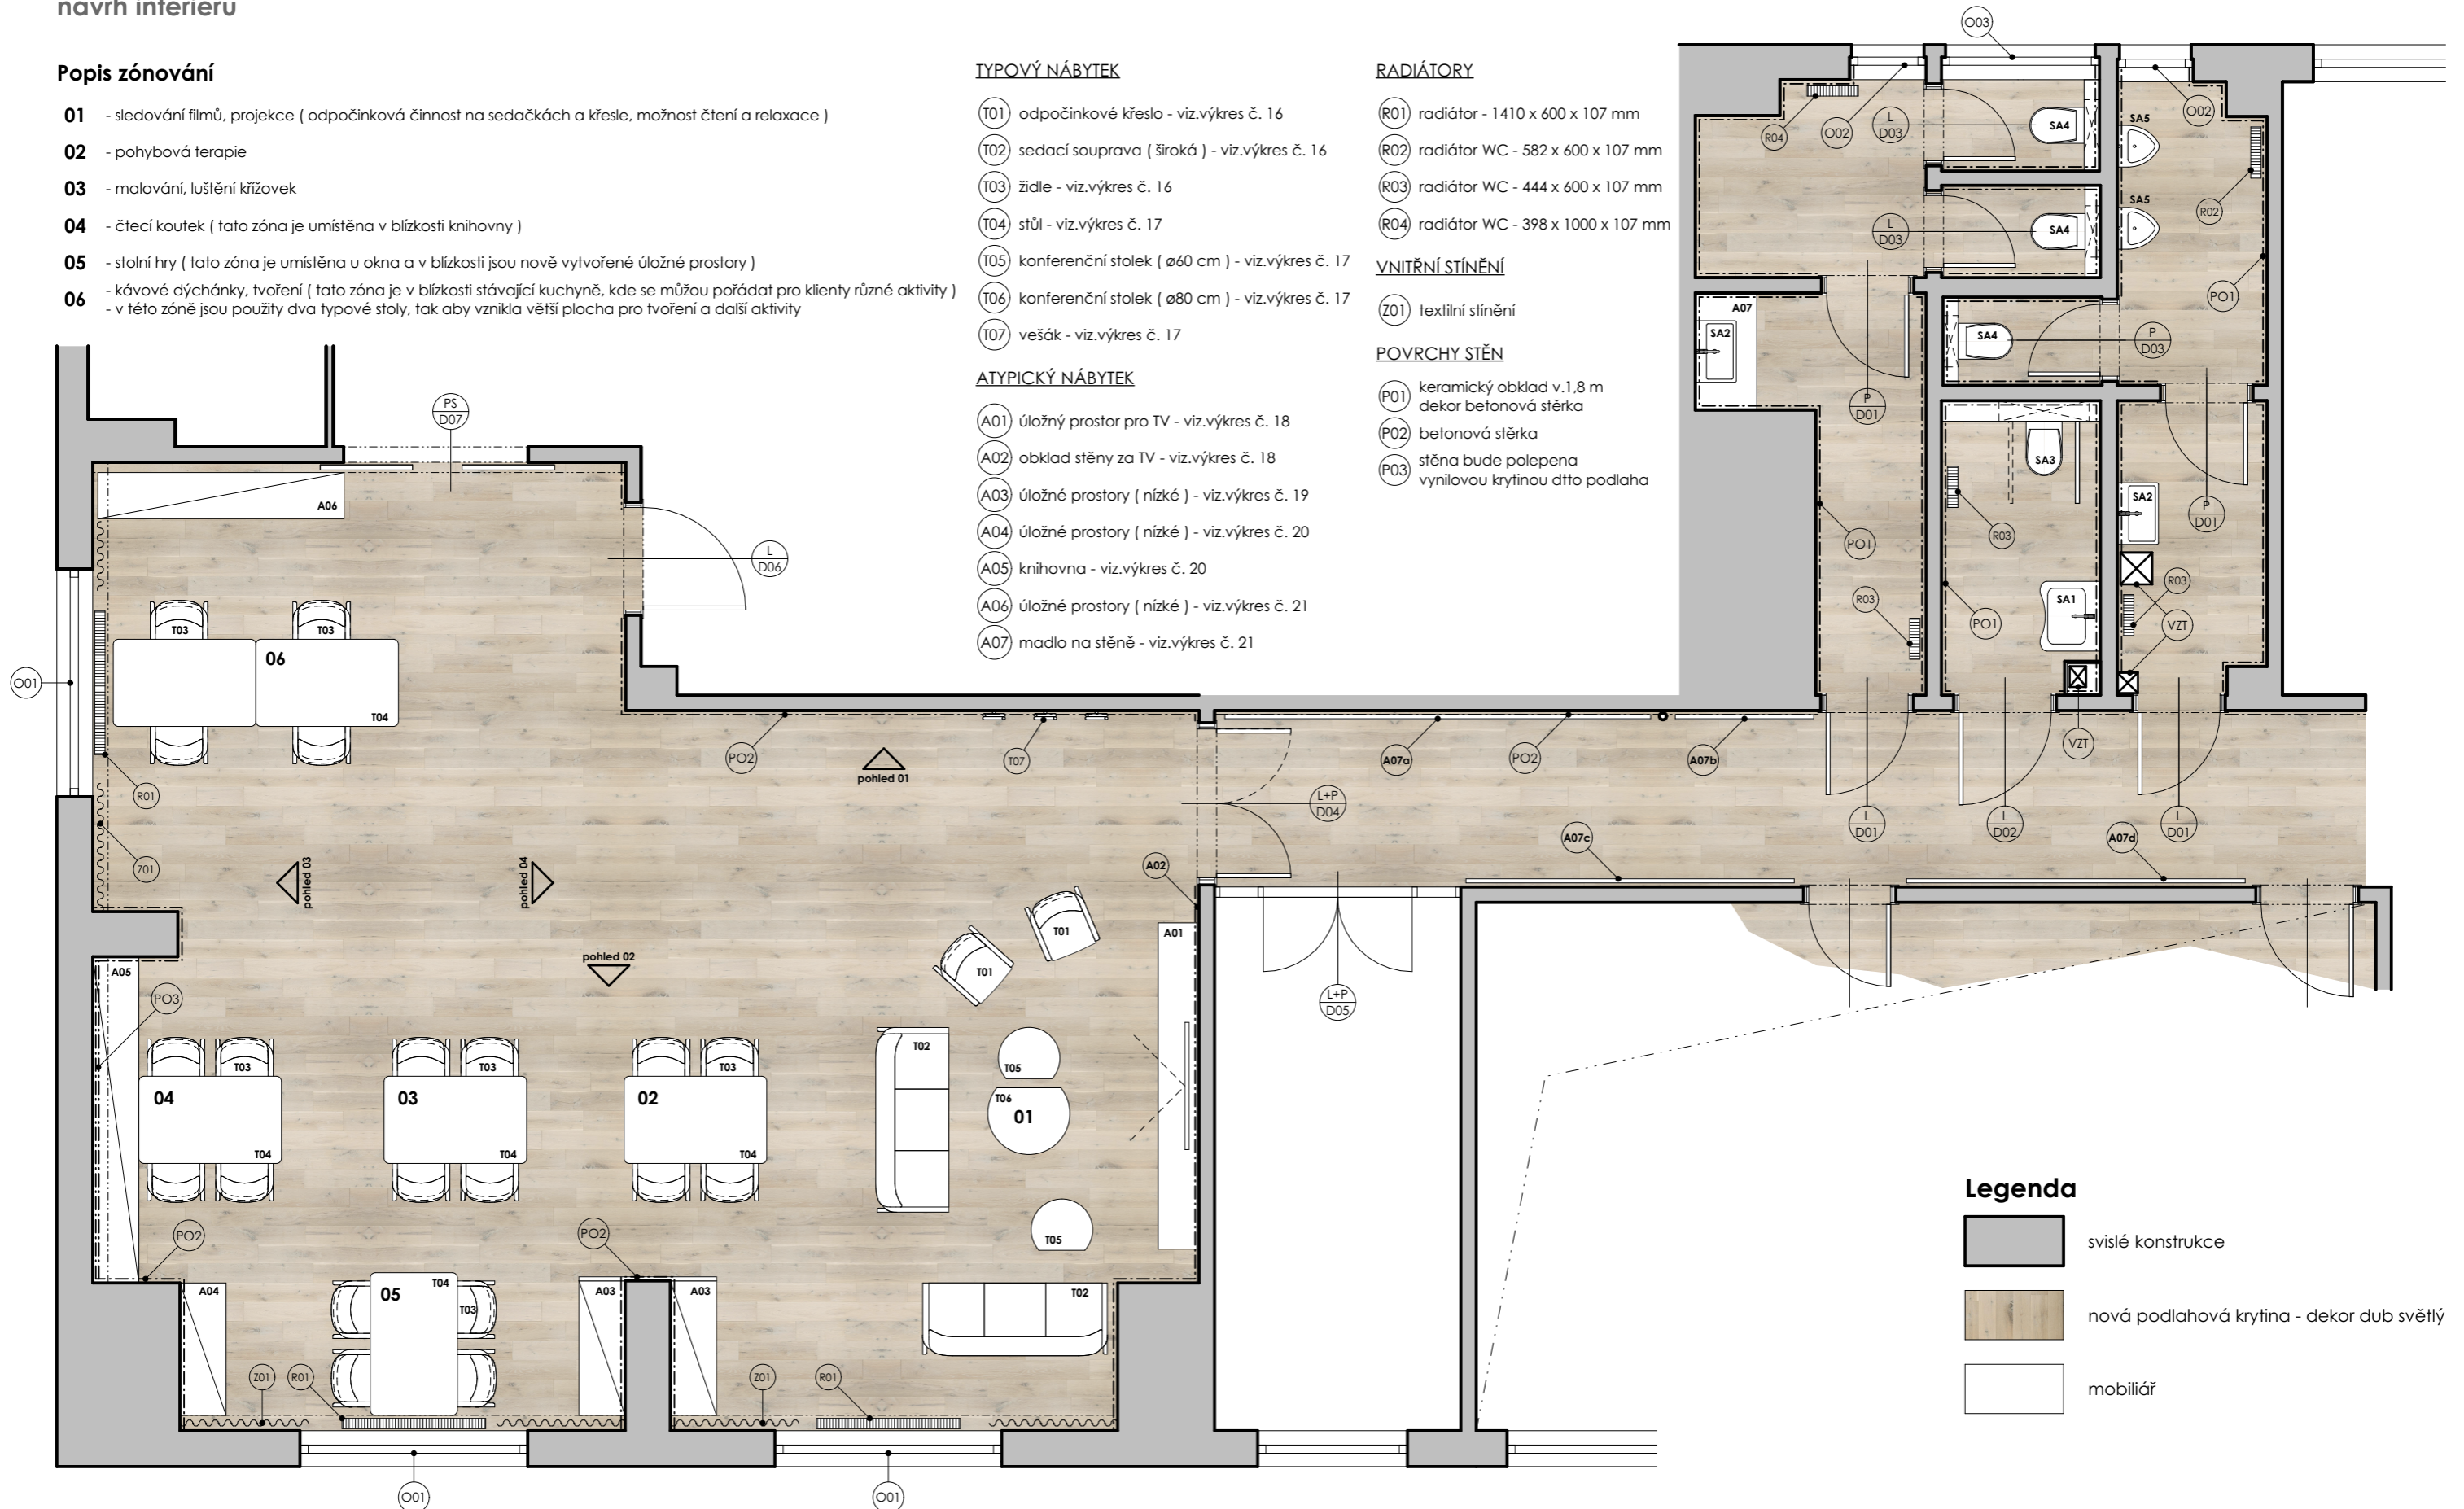 návrh interiéru
Popis zónování
01 - sledování filmů, projekce ( odpočinková činnost na sedačkách a křesle, možnost čtení a relaxace )
02 - pohybová terapie
03 - malování, luštění křížovek
04 - čtecí koutek ( tato zóna je umístěna v blízkosti knihovny )
05 - stolní hry ( tato zóna je umístěna u okna a v blízkosti jsou nově vytvořené úložné prostory )
06 - kávové dýchánky, tvoření ( tato zóna je v blízkosti stávající kuchyně, kde se můžou pořádat pro klienty různé aktivity )
- v této zóně jsou použity dva typové stoly, tak aby vznikla větší plocha pro tvoření a další aktivity
TYPOVÝ NÁBYTEK
T01 odpočinkové křeslo - viz.výkres č. 16
T02 sedací souprava ( široká ) - viz.výkres č. 16
T03 židle - viz.výkres č. 16
T04 stůl - viz.výkres č. 17
T05 konferenční stolek ( ø60 cm ) - viz.výkres č. 17
T06 konferenční stolek ( ø80 cm ) - viz.výkres č. 17
T07 vešák - viz.výkres č. 17
ATYPICKÝ NÁBYTEK
A01 úložný prostor pro TV - viz.výkres č. 18
A02 obklad stěny za TV - viz.výkres č. 18
A03 úložné prostory ( nízké ) - viz.výkres č. 19
A04 úložné prostory ( nízké ) - viz.výkres č. 20
A05 knihovna - viz.výkres č. 20
A06 úložné prostory ( nízké ) - viz.výkres č. 21
A07 madlo na stěně - viz.výkres č. 21
RADIÁTORY
R01 radiátor - 1410 x 600 x 107 mm
R02 radiátor WC - 582 x 600 x 107 mm
R03 radiátor WC - 444 x 600 x 107 mm
R04 radiátor WC - 398 x 1000 x 107 mm
VNITŘNÍ STÍNĚNÍ
Z01 textilní stínění
POVRCHY STĚN
P01 keramický obklad v.1,8 m
dekor betonová stěrka
P02 betonová stěrka
P03 stěna bude polepena
vynilovou krytinou dtto podlaha
O03
R04
O02
L
D03
SA4
SA5
O02
L
D03
SA4
SA5
R02
PO1
A07
SA2
P
D01
SA4
P
D03
SA3
R03
PO1
SA2
P
D01
R03
R03
PO1
SA1
VZT
VZT
PS
D07
A06
L
D06
T03
T03
06
T04
O01
R01
Z01
PO2
pohled 01
T07
A07a
PO2
A07b
L+P
D04
L
D01
L
D02
L
D01
A07c
A07d
pohled 03
pohled 04
A02
pohled 02
T01
T01
A01
L+P
D05
A05
PO3
T03
04
T04
T03
03
T04
T03
02
T04
T02
T05
T06
01
T05
PO2
PO2
A04
05
T04
T03
A03
A03
T02
Z01
R01
Z01
R01
O01
O01
Legenda
svislé konstrukce
nová podlahová krytina - dekor dub světlý
mobiliář